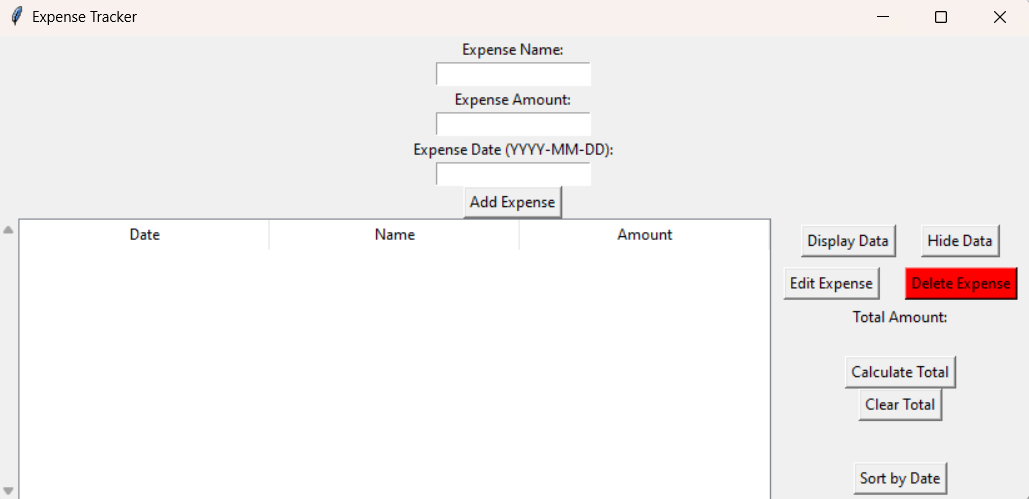 Expense Tracker
Expense Name:
Expense Amount:
Expense Date (YYYY-MM-DD):
Add Expense
Date Name Amount
Display Data Hide Data
Edit Expense Delete Expense
Total Amount:
Calculate Total
Clear Total
Sort by Date